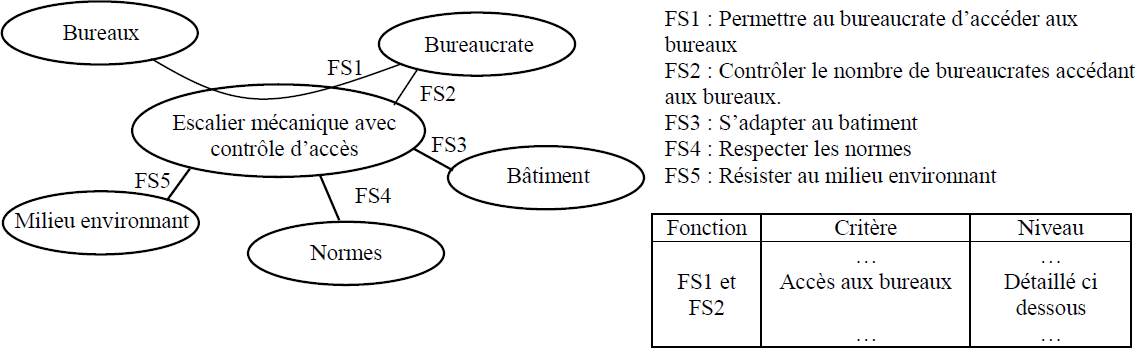 Bureaux
Bureaucrate
FS1
FS2
Escalier mécanique avec
contrôle d’accès
FS3
Bâtiment
FS5
FS4
Milieu environnant
Normes
FS1 : Permettre au bureaucrate d’accéder aux
bureaux
FS2 : Contrôler le nombre de bureaucrates accédant
aux bureaux.
FS3 : S’adapter au batiment
FS4 : Respecter les normes
FS5 : Résister au milieu environnant
Fonction Critère Niveau
… …
FS1 et Accès aux bureaux Détaillé ci
FS2 dessous
… …